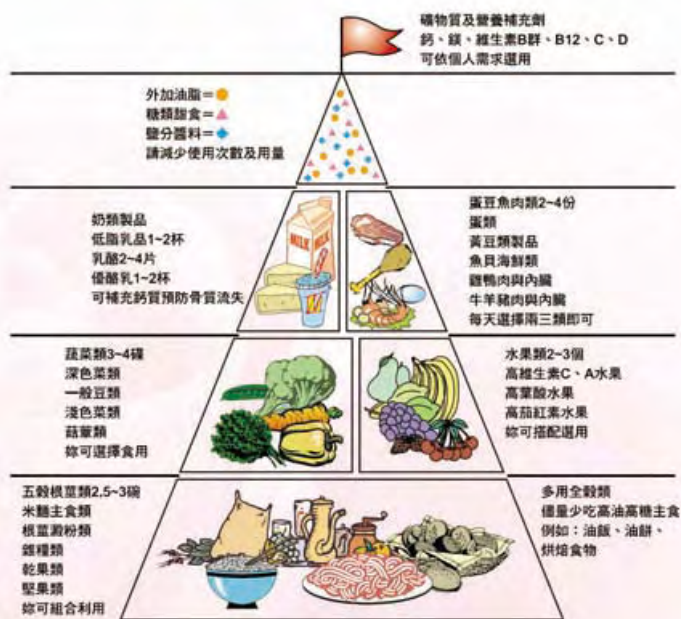 礦物質及營養補充劑
鈣、鎂、維生素B群、B12、C、D
可依個人需求選用
外加油脂=
糖類甜食=
鹽分醬料=
請減少使用次數及用量
奶類製品
低脂乳品1~2杯
乳酪2~4片
優酪乳1~2杯
可補充鈣質預防骨質流失
MILK
MILK
蛋豆魚肉類2~4份
蛋類
黃豆類製品
魚貝海鮮類
雞鴨肉與內臟
牛羊豬肉與內臟
每天選擇兩三類即可
蔬菜類3~4碟
深色菜類
一般豆類
淺色菜類
菇蕈類
妳可選擇食用
水果類2~3個
高維生素C、A水果
高葉酸水果
高茄紅素水果
妳可搭配選用
五穀根莖類2.5~3碗
米麵主食類
根莖澱粉類
雜糧類
乾果類
堅果類
妳可組合利用
多用全穀類
儘量少吃高油高糖主食
例如：油飯、油餅、
烘焙食物